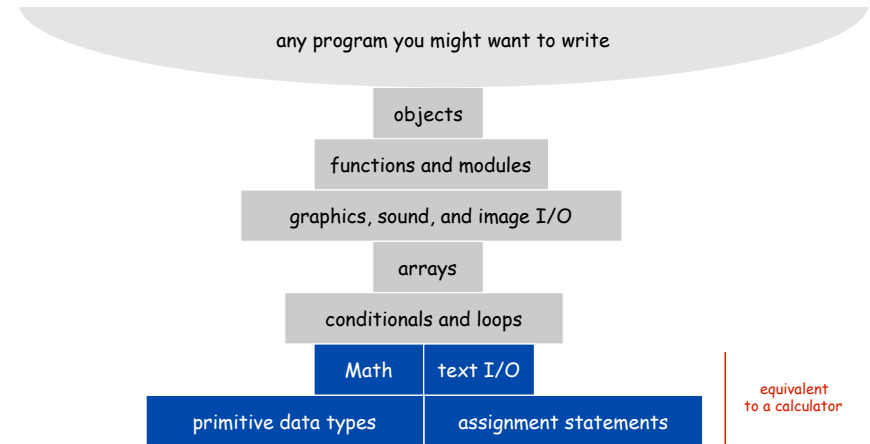 any program you might want to write
objects
functions and modules
graphics, sound, and image I/O
arrays
conditionals and loops
Math text I/O
equivalent
to a calculator
primitive data types assignment statements